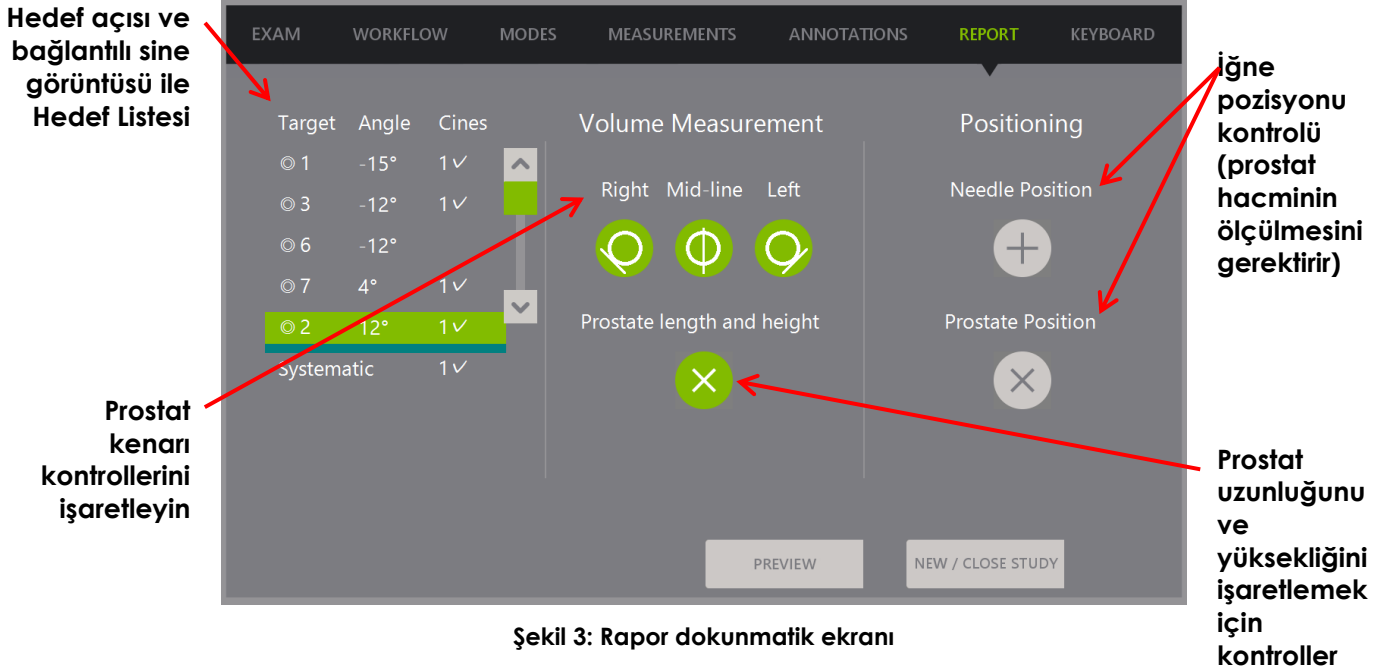 Hedef açısı ve
bağlantılı sine
görüntüsü ile
Hedef Listesi
EXAM WORKFLOW MODES MEASUREMENTS ANNOTATIONS REPORT KEYBOARD
Target Angle Cines
◎ 1 -15° 1✓
◎ 3 -12° 1✓
◎ 6 -12°
◎ 7 4° 1✓
◎ 2 12° 1✓
Systematic 1✓
Volume Measurement
Right Mid-line Left
Prostate length and height
Positioning
Needle Position
Prostate Position
PREVIEW
NEW / CLOSE STUDY
İğne
pozisyonu
kontrolü
(prostat
hacminin
ölçülmesini
gerektirir)
Prostat
kenarı
kontrollerini
işaretleyin
Prostat
uzunluğunu
ve
yüksekliğini
işaretlemek
için
kontroller
Şekil 3: Rapor dokunmatik ekranı